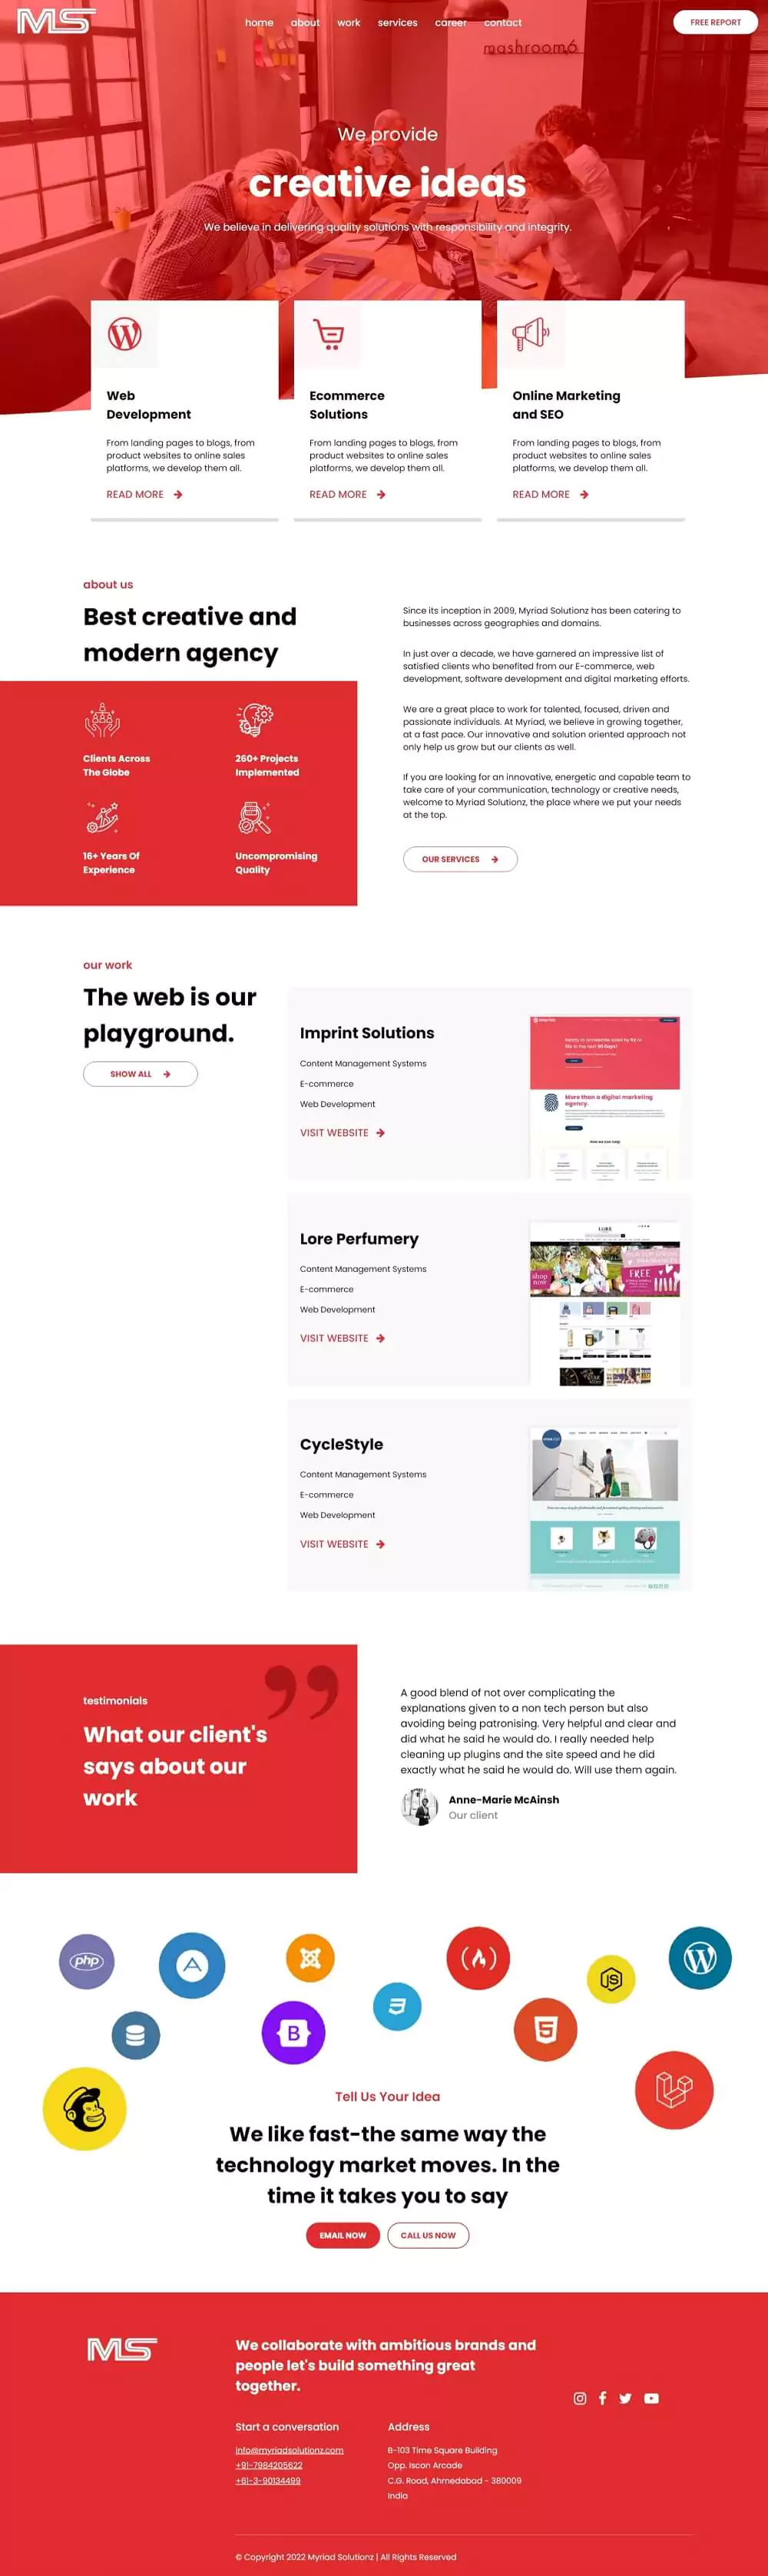 MS
home about work services career contact
FREE REPORT
mashroom6
We provide
creative ideas
We believe in delivering quality solutions with responsibility and integrity.
Web
Development
From landing pages to blogs, from
product websites to online sales
platforms, we develop them all.
READ MORE
Ecommerce
Solutions
From landing pages to blogs, from
product websites to online sales
platforms, we develop them all.
READ MORE
Online Marketing
and SEO
From landing pages to blogs, from
product websites to online sales
platforms, we develop them all.
READ MORE
about us
Best creative and
modern agency
Clients Across
The Globe
260+ Projects
Implemented
16+ Years Of
Experience
Uncompromising
Quality
Since its inception in 2009, Myriad Solutionz has been catering to
businesses across geographies and domains.
In just over a decade, we have garnered an impressive list of
satisfied clients who benefited from our E-commerce, web
development, software development and digital marketing efforts.
We are a great place to work for talented, focused, driven and
passionate individuals. At Myriad, we believe in growing together,
at a fast pace. Our innovative and solution oriented approach not
only help us grow but our clients as well.
If you are looking for an innovative, energetic and capable team to
take care of your communication, technology or creative needs,
welcome to Myriad Solutionz, the place where we put your needs
at the top.
OUR SERVICES
our work
The web is our
playground.
SHOW ALL
Imprint Solutions
Content Management Systems
E-commerce
Web Development
VISIT WEBSITE
More than a digital marketing
agency.
How we can help
Lore Perfumery
Content Management Systems
E-commerce
Web Development
VISIT WEBSITE
LORE
shop
now
FREE
CycleStyle
Content Management Systems
E-commerce
Web Development
VISIT WEBSITE
testimonials
What our client's
says about our
work
A good blend of not over complicating the
explanations given to a non tech person but also
avoiding being patronising. Very helpful and clear and
did what he said he would do. I really needed help
cleaning up plugins and the site speed and he did
exactly what he said he would do. Will use them again.
Anne-Marie McAinsh
Our client
php
A
JS
B
5
Tell Us Your Idea
We like fast-the same way the
technology market moves. In the
time it takes you to say
EMAIL NOW
CALL US NOW
MS
We collaborate with ambitious brands and
people let's build something great
together.
Start a conversation
info@myriadsolutionz.com
+91-7984205622
+61-3-90134499
Address
B-103 Time Square Building
Opp. Iscon Arcade
C.G. Road, Ahmedabad - 380009
India
© Copyright 2022 Myriad Solutionz | All Rights Reserved